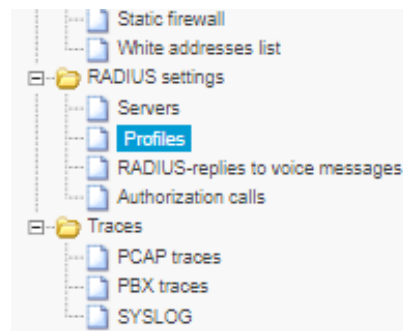 Static firewall
White addresses list
RADIUS settings
Servers
Profiles
RADIUS-replies to voice messages
Authorization calls
Traces
PCAP traces
PBX traces
SYSLOG